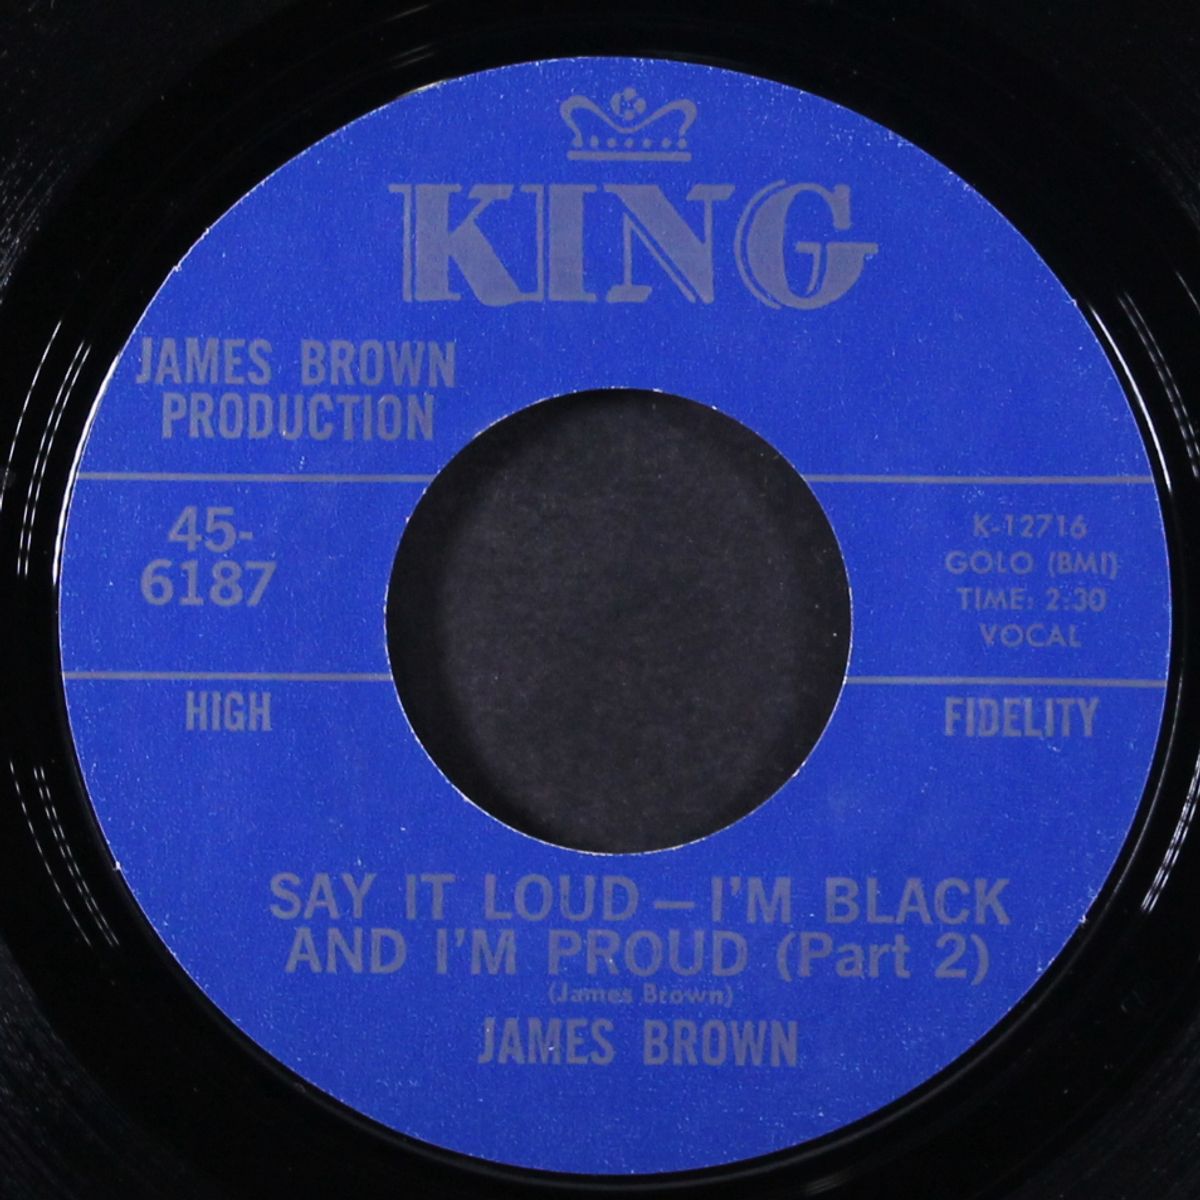 KING
JAMES BROWN
PRODUCTION
45-
6187
K-12716
GOLO (BMI)
TIME: 2:30
VOCAL
HIGH
FIDELITY
SAY IT LOUD — I'M BLACK
AND I'M PROUD (Part 2)
(James Brown)
JAMES BROWN